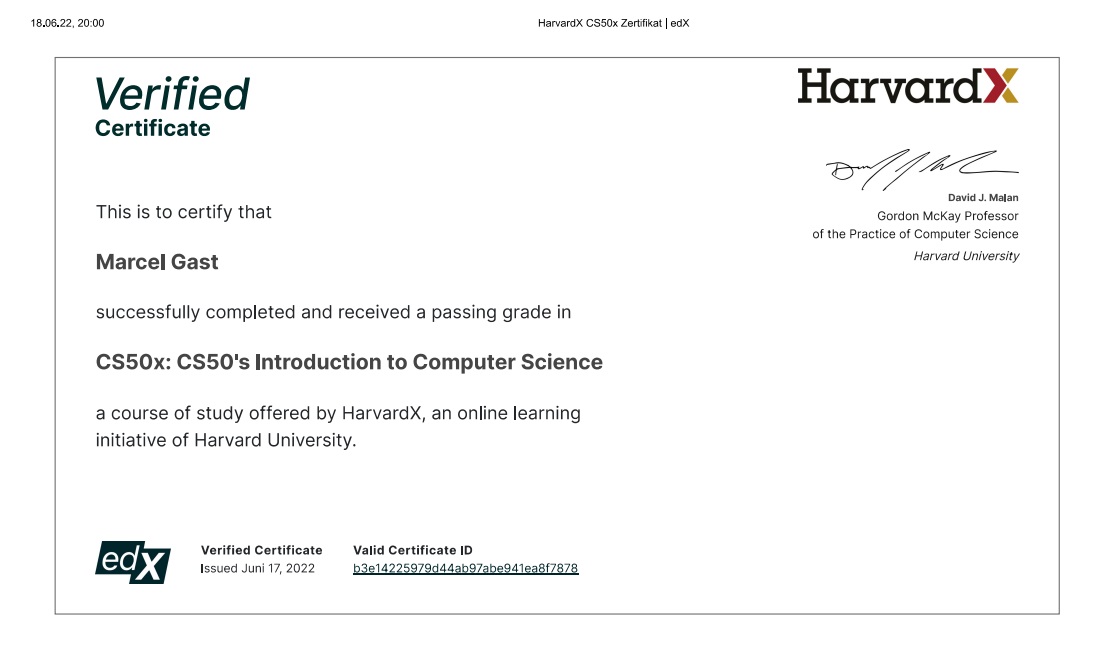 18.06.22, 20:00
HarvardX CS50x Zertifikat | edX
Verified
Certificate
HarvardX
David J. Malan
Gordon McKay Professor
of the Practice of Computer Science
Harvard University
This is to certify that
Marcel Gast
successfully completed and received a passing grade in
CS50x: CS50's Introduction to Computer Science
a course of study offered by HarvardX, an online learning
initiative of Harvard University.
edX
Verified Certificate
Issued Juni 17, 2022
Valid Certificate ID
b3e14225979d44ab97abe941ea8f7878